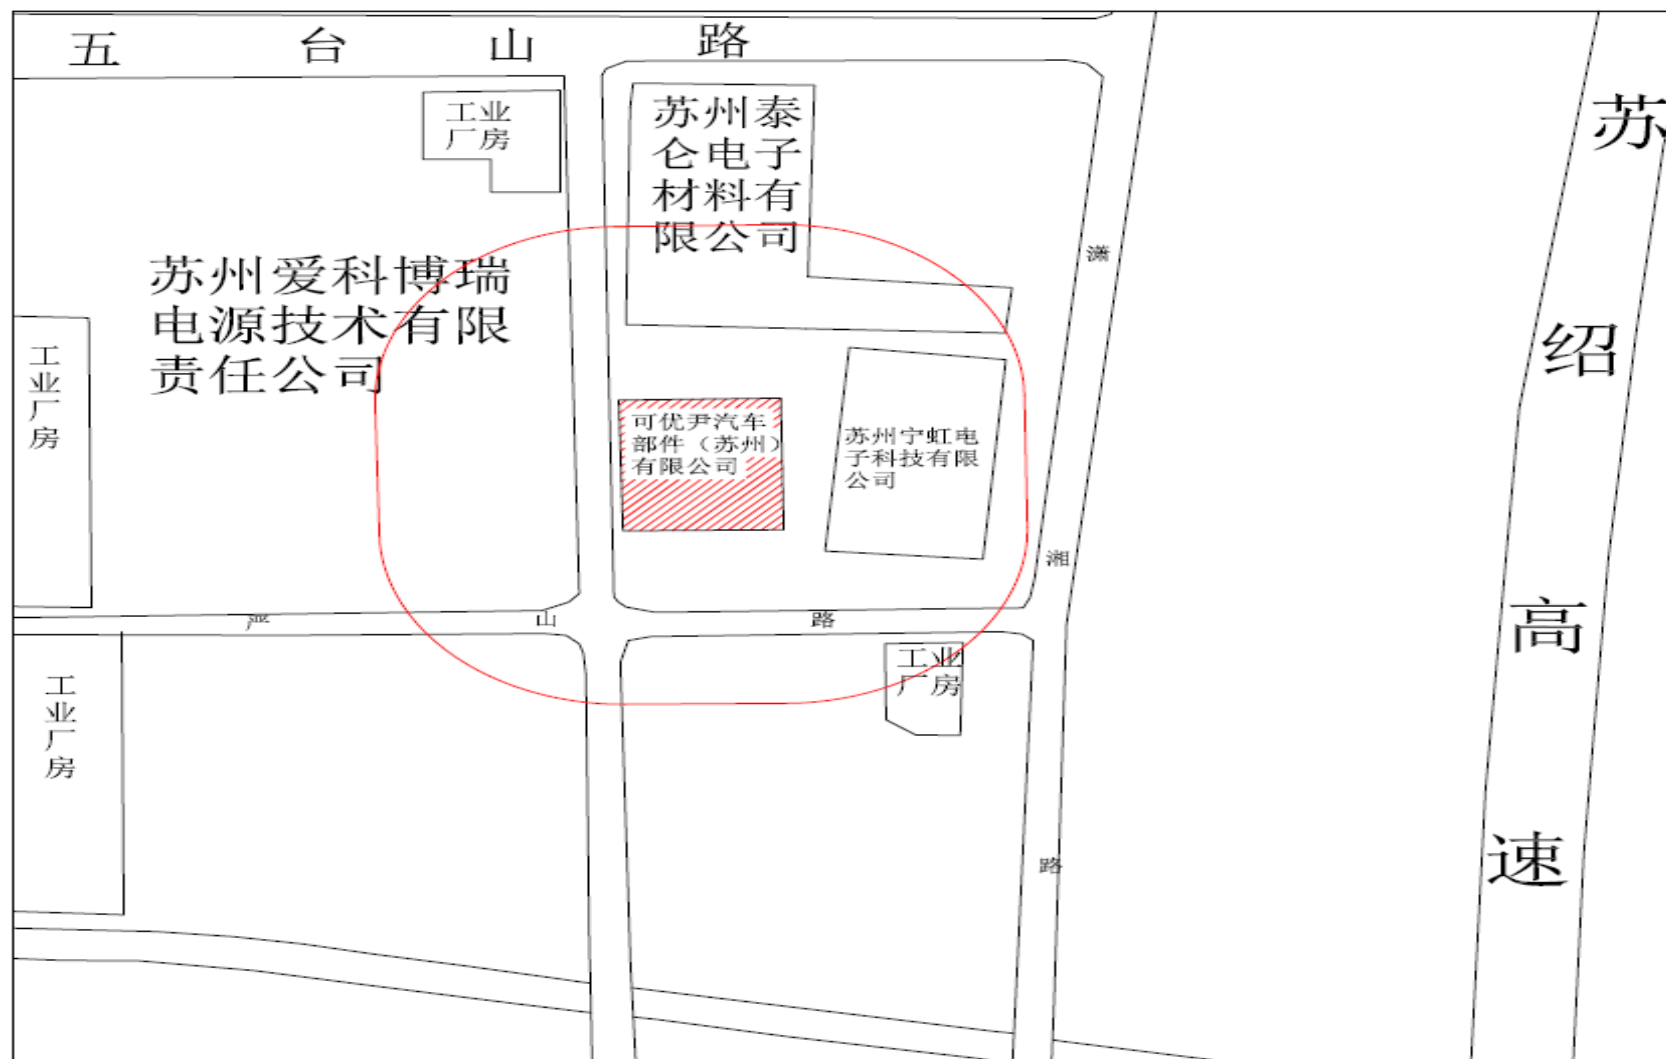 五台山路
工业
厂房
苏州泰
仑电子
材料有
限公司
苏州爱科博瑞
电源技术有限
责任公司
工业厂房
可优尹汽车
部件（苏州）
有限公司
苏州宁虹电
子科技有限
公司
潇湘路
严山路
工业
厂房
工业厂房
苏绍高速